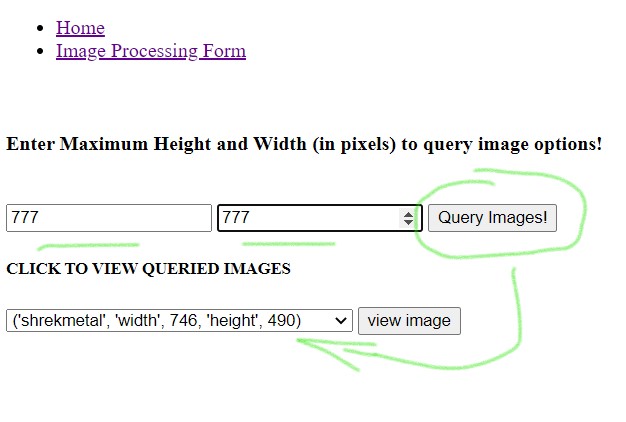 Home
Image Processing Form
Enter Maximum Height and Width (in pixels) to query image options!
777 777 Query Images!
CLICK TO VIEW QUERIED IMAGES
('shrekmetal', 'width', 746, 'height', 490) view image